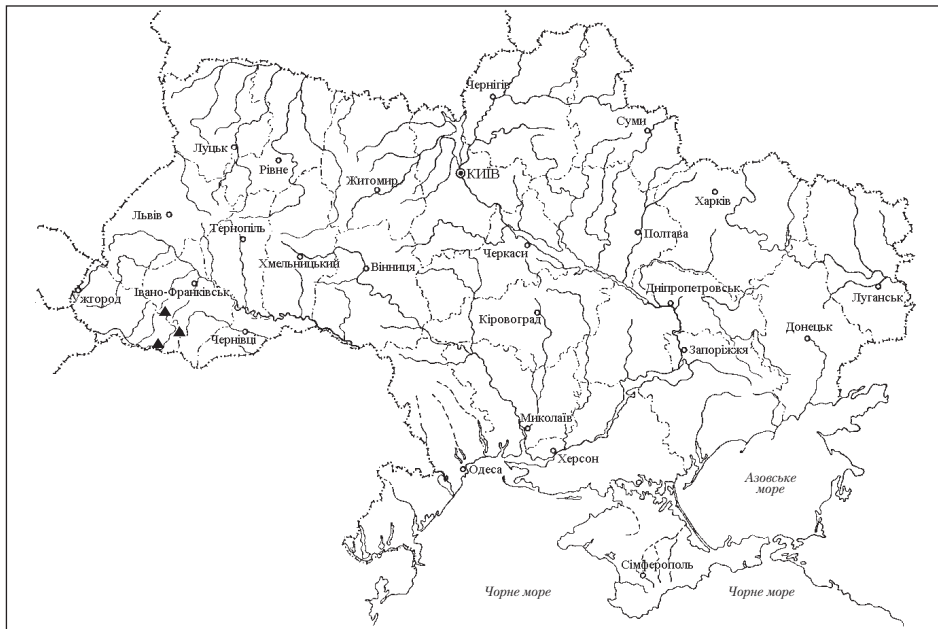 Чернігів
Суми
Луцьк
Рівне
КИЇВ
Житомир
Харків
Львів
Тернопіль
Полтава
Черкаси
Хмельницький
Вінниця
Ужгород
Івано-Франківськ
Дніпропетровськ
Луганськ
Кіровоград
Донецьк
Чернівці
Запоріжжя
Миколаїв
Херсон
Одеса
Азовське
море
Сімферополь
Чорне море
Чорне море